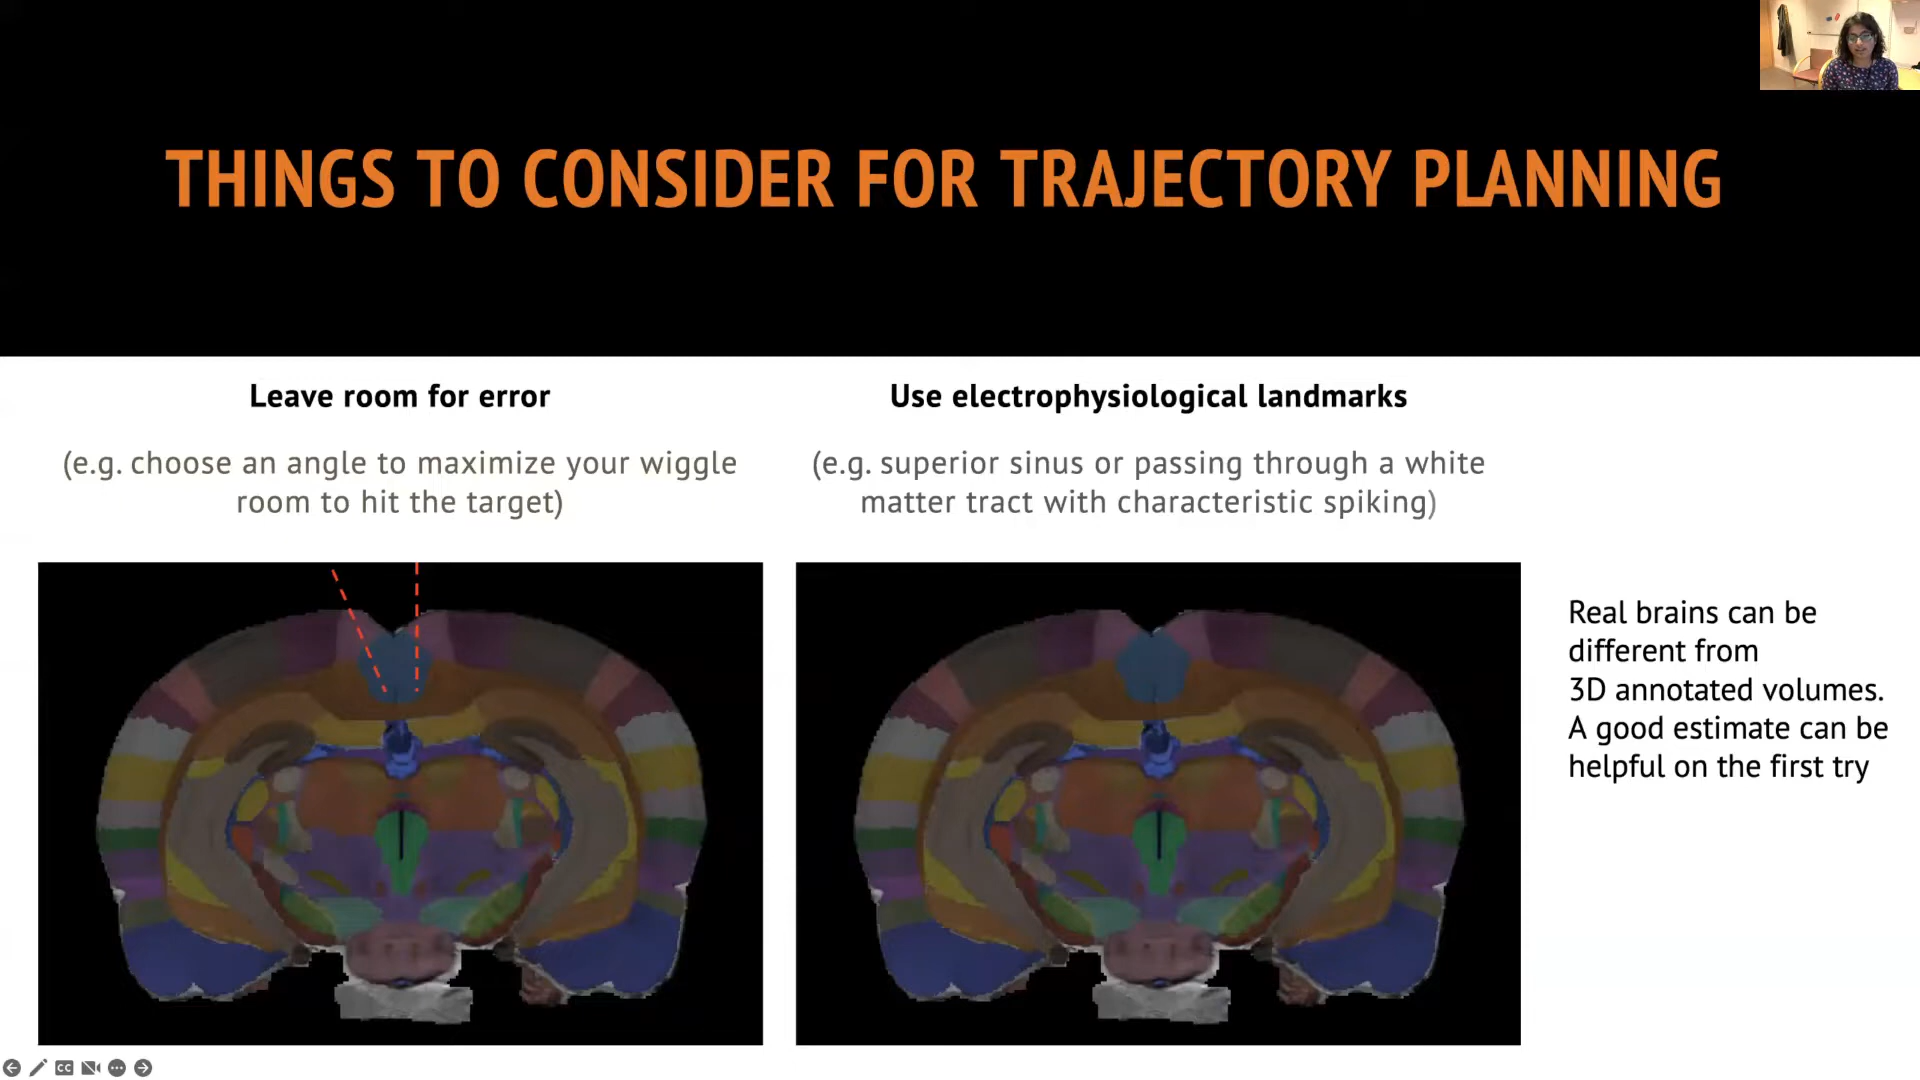 THINGS TO CONSIDER FOR TRAJECTORY PLANNING
Leave room for error
(e.g. choose an angle to maximize your wiggle
room to hit the target)
Use electrophysiological landmarks
(e.g. superior sinus or passing through a white
matter tract with characteristic spiking)
Real brains can be
different from
3D annotated volumes.
A good estimate can be
helpful on the first try
CC